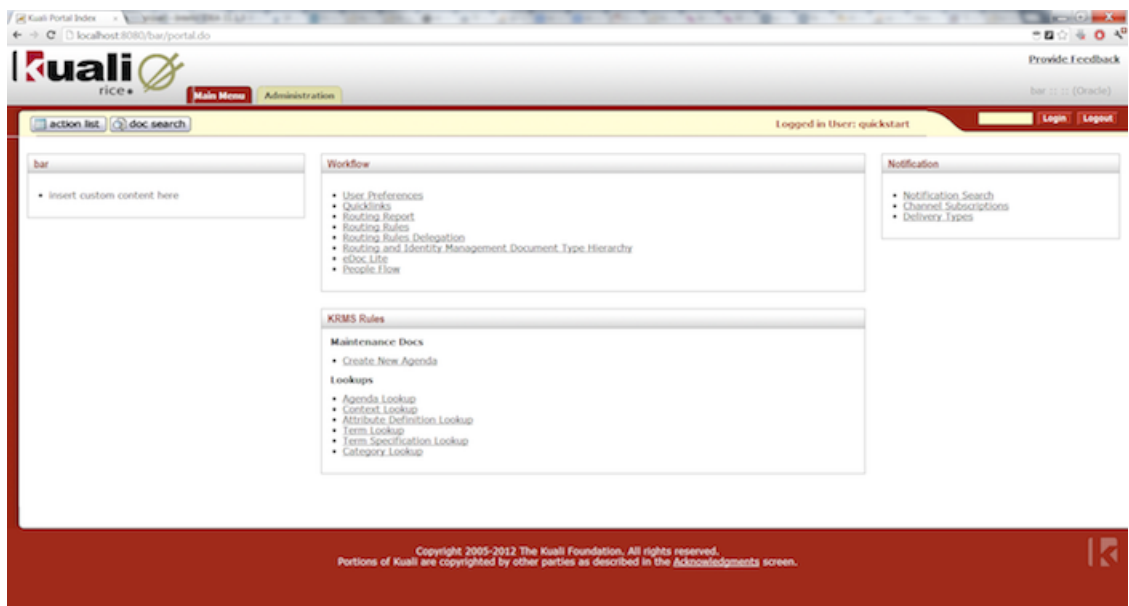 Kuali Portal Index
localhost:8080/bar/portal.do
Provide Feedback
kuali
rice
Main Menu
Administration
bar :: :: (Oracle)
action list
doc search
Logged in User: quickstart
Login
Logout
bar
insert custom content here
Workflow
User Preferences
Quicklinks
Routing Report
Routing Rules
Routing Rules Delegation
Routing and Identity Management Document Type Hierarchy
eDoc Lite
People Flow
KRMS Rules
Maintenance Docs
Create New Agenda
Lookups
Agenda Lookup
Context Lookup
Attribute Definition Lookup
Term Lookup
Term Specification Lookup
Category Lookup
Notification
Notification Search
Channel Subscriptions
Delivery Types
Copyright 2005-2012 The Kuali Foundation. All rights reserved.
Portions of Kuali are copyrighted by other parties as described in the Acknowledgments screen.